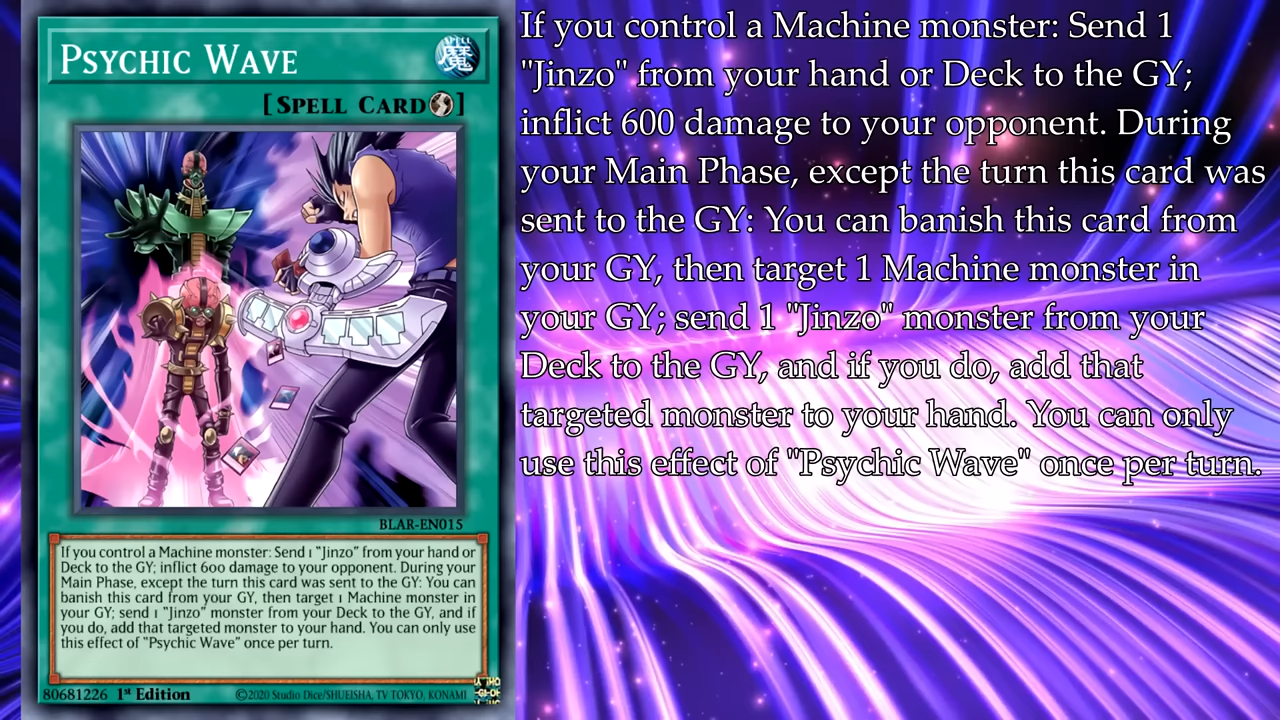 PSYCHIC WAVE
SPELL
魔
[SPELL CARD]
BLAR-EN015
If you control a Machine monster: Send 1 "Jinzo" from your hand or
Deck to the GY; inflict 600 damage to your opponent. During your
Main Phase, except the turn this card was sent to the GY: You can
banish this card from your GY, then target 1 Machine monster in
your GY; send 1 "Jinzo" monster from your Deck to the GY, and if
you do, add that targeted monster to your hand. You can only use
this effect of "Psychic Wave" once per turn.
80681226 1st Edition ©2020 Studio Dice/SHUEISHA, TV TOKYO, KONAMI
If you control a Machine monster: Send 1
"Jinzo" from your hand or Deck to the GY;
inflict 600 damage to your opponent. During
your Main Phase, except the turn this card was
sent to the GY: You can banish this card from
your GY, then target 1 Machine monster in
your GY; send 1 "Jinzo" monster from your
Deck to the GY, and if you do, add that
targeted monster to your hand. You can only
use this effect of "Psychic Wave" once per turn.